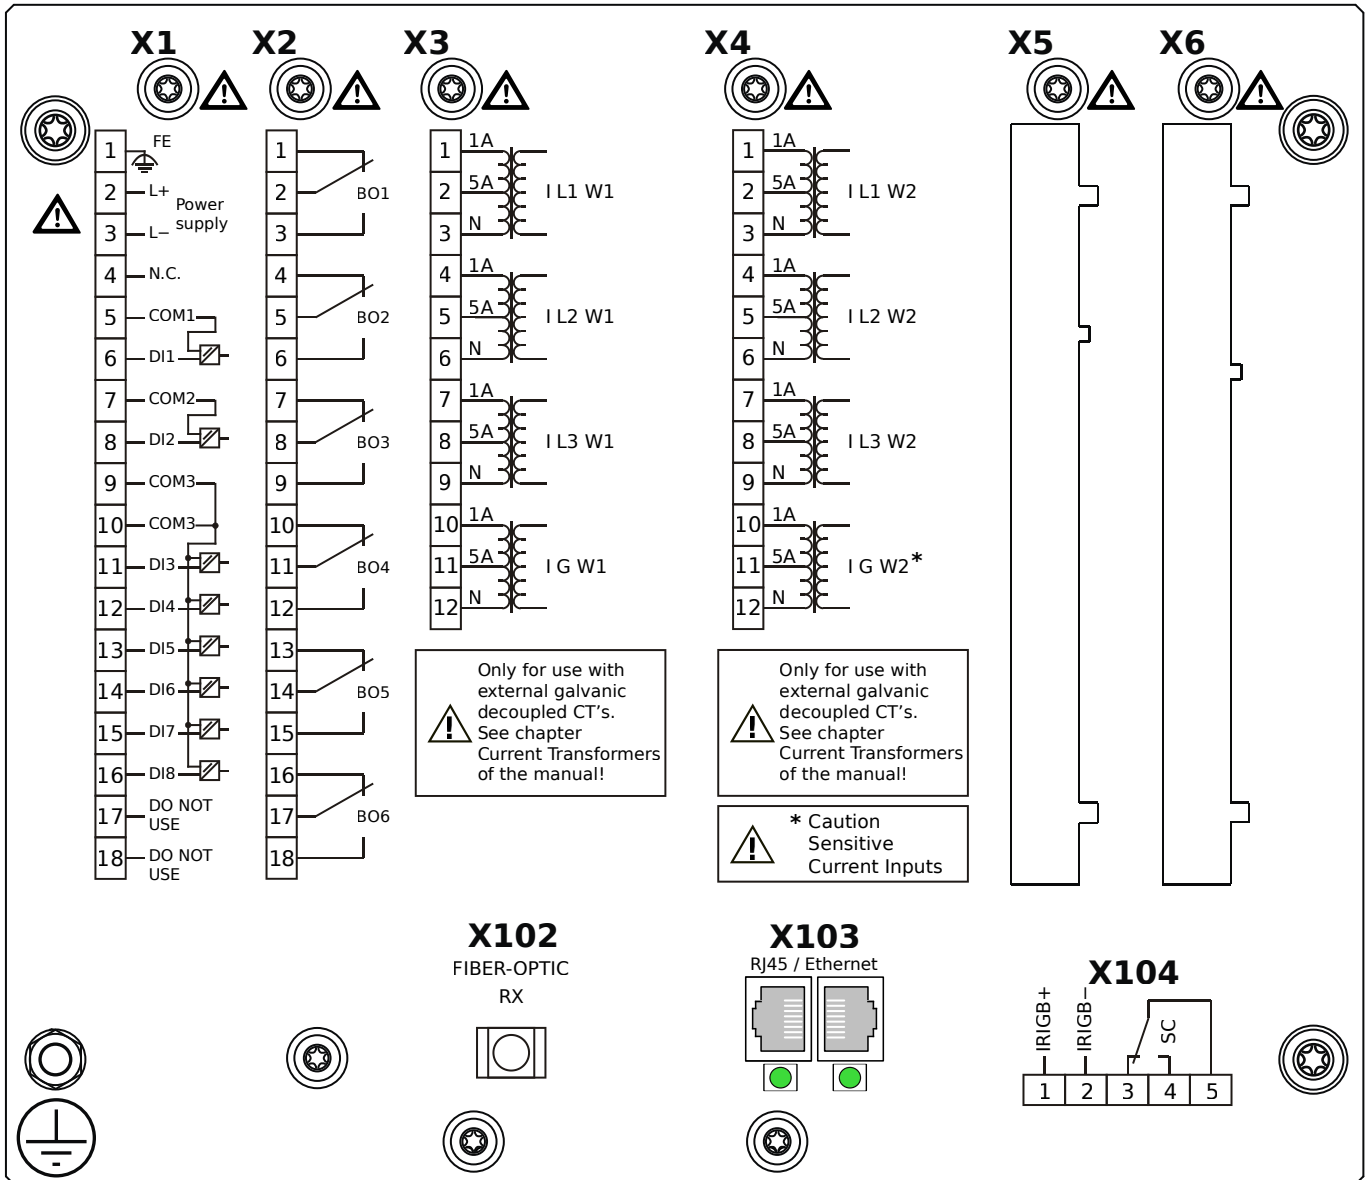 X1 X2 X3 X4 X5 X6
1 FE
2 L+
Power
supply
3 L−
4 N.C.
5 COM1
6 DI1
7 COM2
8 DI2
9 COM3
10 COM3
11 DI3
12 DI4
13 DI5
14 DI6
15 DI7
16 DI8
17 DO NOT
USE
18 DO NOT
USE
1
2 BO1
3
4
5 BO2
6
7
8 BO3
9
10
11 BO4
12
13
14 BO5
15
16
17 BO6
18
1 1A
2 5A I L1 W1
3 N
4 1A
5 5A I L2 W1
6 N
7 1A
8 5A I L3 W1
9 N
10 1A
11 5A I G W1
12 N
Only for use with
external galvanic
decoupled CT's.
See chapter
Current Transformers
of the manual!
1 1A
2 5A I L1 W2
3 N
4 1A
5 5A I L2 W2
6 N
7 1A
8 5A I L3 W2
9 N
10 1A
11 5A I G W2*
12 N
Only for use with
external galvanic
decoupled CT's.
See chapter
Current Transformers
of the manual!
* Caution
Sensitive
Current Inputs
X102
FIBER-OPTIC
RX
X103
RJ45 / Ethernet
X104
IRIGB+
IRIGB−
SC
1 2 3 4 5